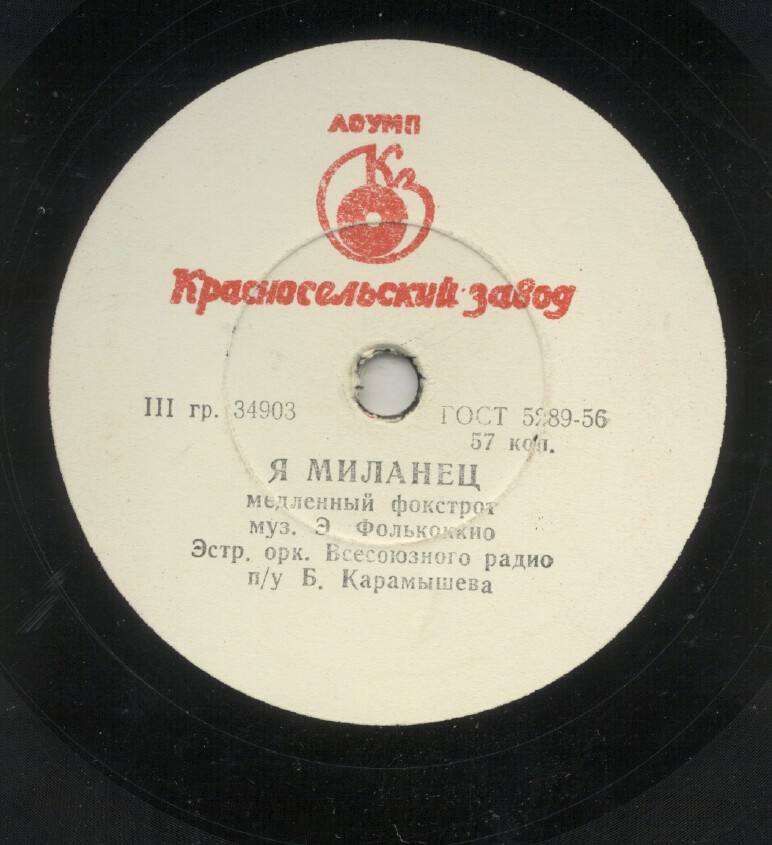 ЛОУМП
Кз
Красносельский завод
III гр. 34903
ГОСТ 5289-56
57 коп.
Я МИЛАНЕЦ
медленный фокстрот
муз. Э Фолькоккио
Эстр. орк. Всесоюзного радио
п/у Б. Карамышева